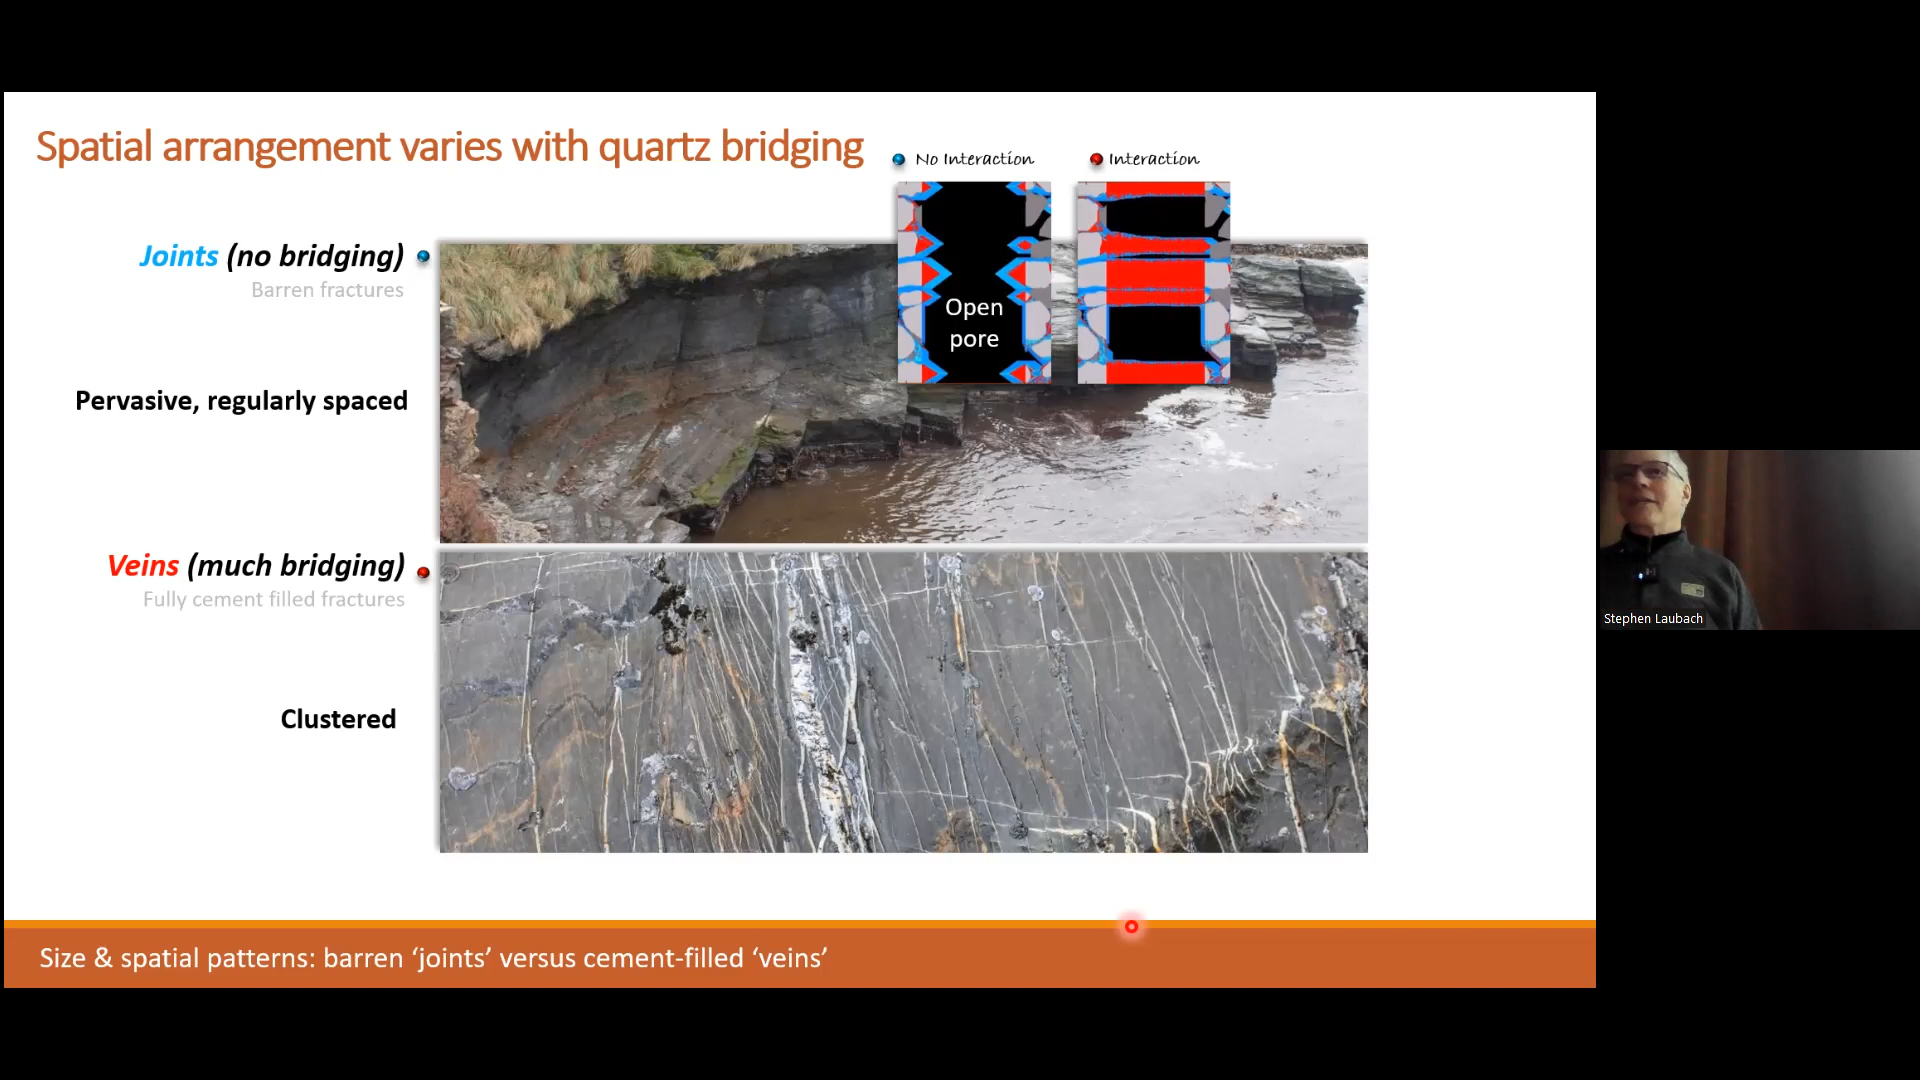 Spatial arrangement varies with quartz bridging
No Interaction
Interaction
Joints (no bridging)
Barren fractures
Open
pore
Pervasive, regularly spaced
Veins (much bridging)
Fully cement filled fractures
Stephen Laubach
Clustered
Size & spatial patterns: barren ‘joints’ versus cement-filled ‘veins’